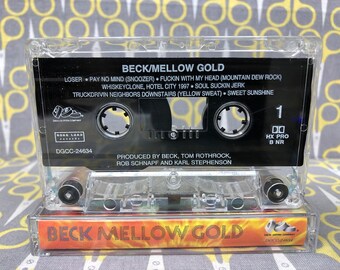 BECK/MELLOW GOLD
LOSER • PAY NO MIND (SNOOZER) • FUCKIN WITH MY HEAD (MOUNTAIN DEW ROCK)
WHISKEYCLONE, HOTEL CITY 1997 • SOUL SUCKIN JERK
TRUCKDRIVIN NEIGHBORS DOWNSTAIRS (YELLOW SWEAT) • SWEET SUNSHINE
1
HX PRO
B NR
DGCC-24634
PRODUCED BY BECK, TOM ROTHROCK,
ROB SCHNAPF AND KARL STEPHENSON
BECK MELLOW GOLD